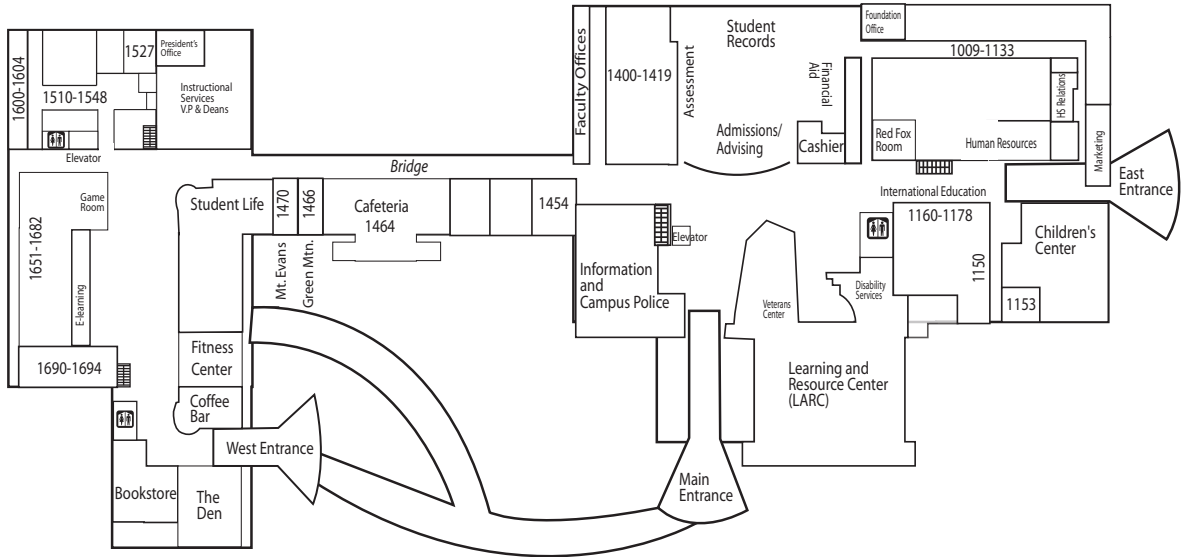 Foundation
Office
Student
Records
1009-1133
1527
President's
Office
Faculty Offices
1400-1419
Assessment
Financial
Aid
1600-1604
1510-1548
Instructional
Services
V.P & Deans
HS Relations
Admissions/
Advising
Cashier
Red Fox
Room
Human Resources
Marketing
Elevator
Bridge
East
Entrance
International Education
Game
Room
Student Life
1470
1466
Cafeteria
1464
1454
1160-1178
Children's
Center
1651-1682
Elevator
Mt. Evans
Green Mtn.
Information
and
Campus Police
1150
Disability
Services
E-learning
Veterans
Center
1153
Fitness
Center
1690-1694
Learning and
Resource Center
(LARC)
Coffee
Bar
West Entrance
Main
Entrance
Bookstore
The
Den